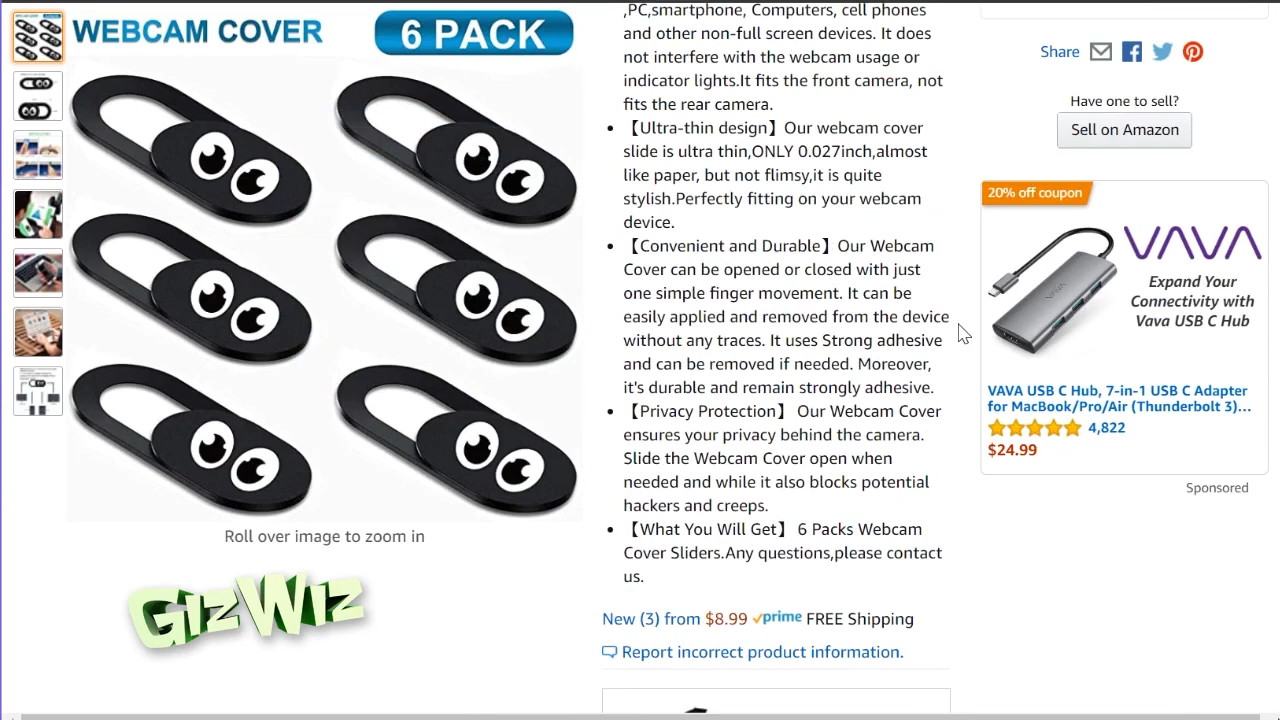 WEBCAM COVER
6 PACK
Roll over image to zoom in
GizWiz
,PC,smartphone, Computers, cell phones
and other non-full screen devices. It does
not interfere with the webcam usage or
indicator lights.It fits the front camera, not
fits the rear camera.
【Ultra-thin design】Our webcam cover
slide is ultra thin,ONLY 0.027inch,almost
like paper, but not flimsy,it is quite
stylish.Perfectly fitting on your webcam
device.
【Convenient and Durable】Our Webcam
Cover can be opened or closed with just
one simple finger movement. It can be
easily applied and removed from the device
without any traces. It uses Strong adhesive
and can be removed if needed. Moreover,
it's durable and remain strongly adhesive.
【Privacy Protection】 Our Webcam Cover
ensures your privacy behind the camera.
Slide the Webcam Cover open when
needed and while it also blocks potential
hackers and creeps.
【What You Will Get】 6 Packs Webcam
Cover Sliders.Any questions,please contact
us.
New (3) from $8.99 prime FREE Shipping
Report incorrect product information.
Share
Have one to sell?
Sell on Amazon
20% off coupon
VAVA
Expand Your
Connectivity with
Vava USB C Hub
VAVA USB C Hub, 7-in-1 USB C Adapter
for MacBook/Pro/Air (Thunderbolt 3)...
4,822
$24.99
Sponsored